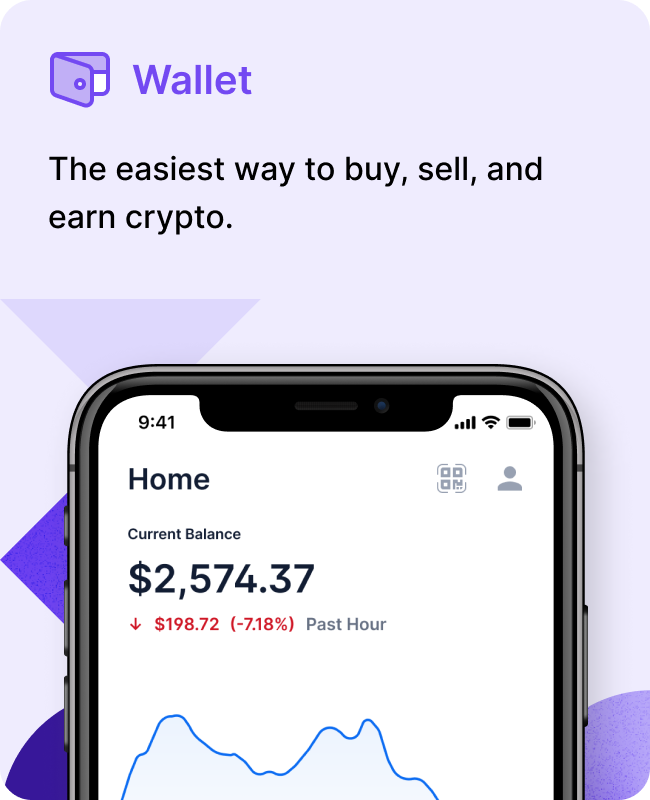 Wallet
The easiest way to buy, sell, and
earn crypto.
9:41
Home
Current Balance
$2,574.37
↓ $198.72 (-7.18%) Past Hour